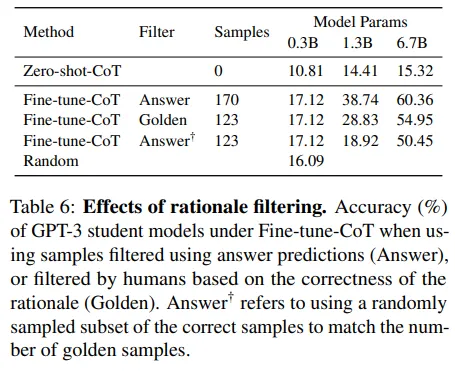 Method Filter Samples Model Params
0.3B 1.3B 6.7B
Zero-shot-CoT 0 10.81 14.41 15.32
Fine-tune-CoT Answer 170 17.12 38.74 60.36
Fine-tune-CoT Golden 123 17.12 28.83 54.95
Fine-tune-CoT Answer† 123 17.12 18.92 50.45
Random 16.09
Table 6: Effects of rationale filtering. Accuracy (%)
of GPT-3 student models under Fine-tune-CoT when us-
ing samples filtered using answer predictions (Answer),
or filtered by humans based on the correctness of the
rationale (Golden). Answer† refers to using a randomly
sampled subset of the correct samples to match the num-
ber of golden samples.